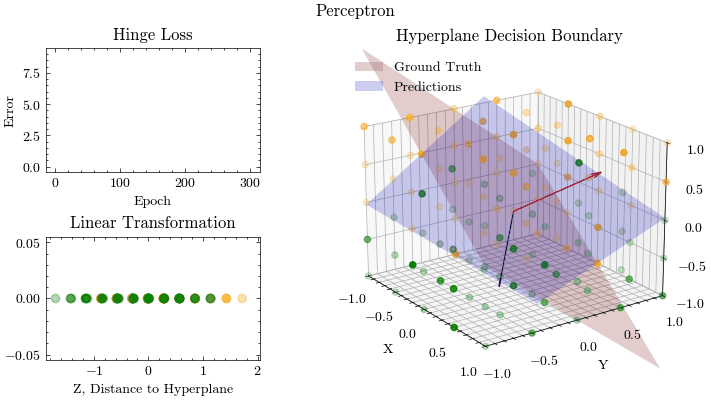 Perceptron
Hinge Loss
Error
7.5
5.0
2.5
0.0
0 100 200 300
Epoch
Linear Transformation
0.05
0.00
−0.05
−1 0 1 2
Z, Distance to Hyperplane
Hyperplane Decision Boundary
Ground Truth
Predictions
1.0
0.5
0.0
−0.5
−1.0
−1.0
−0.5
0.0
0.5
1.0
X
−1.0
−0.5
0.0
0.5
1.0
Y